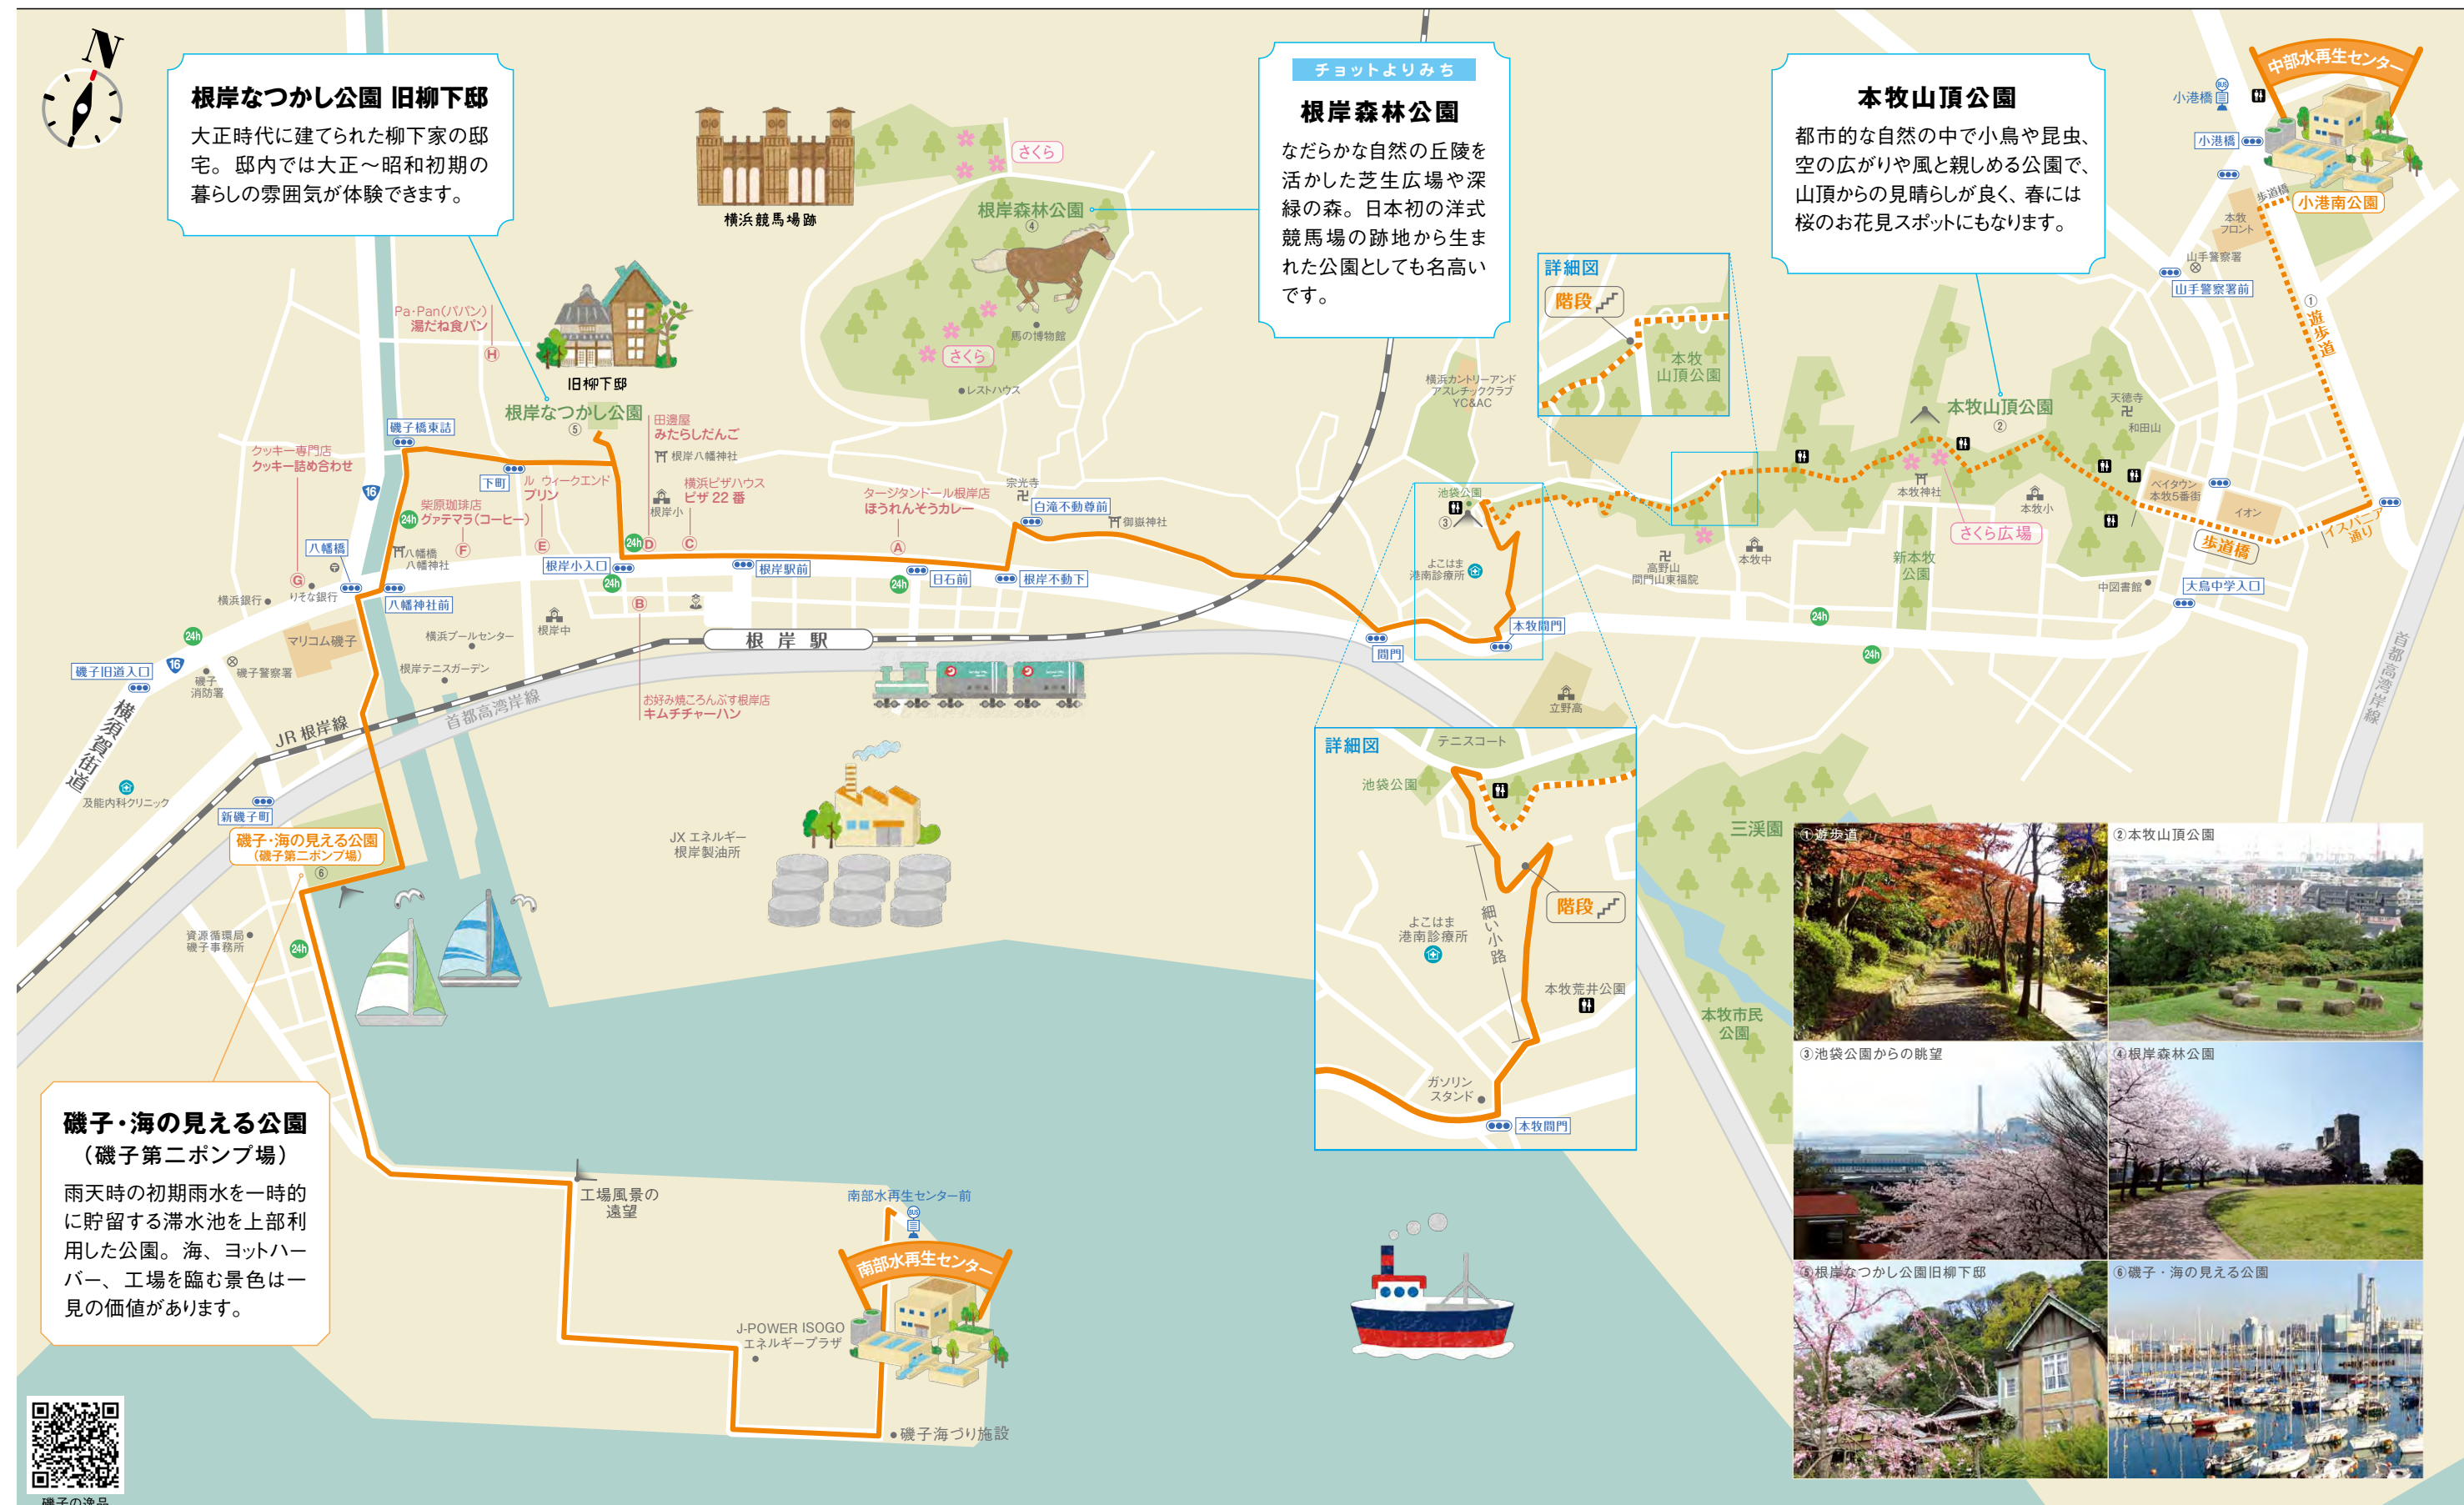 N
根岸なつかし公園 旧柳下邸
大正時代に建てられた柳下家の邸
宅。邸内では大正～昭和初期の
暮らしの雰囲気が体験できます。
チョットよりみち
根岸森林公園
なだらかな自然の丘陵を
活かした芝生広場や深
緑の森。日本初の洋式
競馬場の跡地から生ま
れた公園としても名高い
です。
本牧山頂公園
都市的な自然の中で小鳥や昆虫、
空の広がりや風と親しめる公園で、
山頂からの見晴らしが良く、春には
桜のお花見スポットにもなります。
中部水再生センター
BUS
小港橋
小港橋
歩道橋
小港南公園
本牧
フロント
山手警察署
山手警察署前
①遊歩道
横浜競馬場跡
さくら
根岸森林公園
④
馬の博物館
さくら
レストハウス
Pa・Pan(パパン)
湯だね食パン
H
旧柳下邸
根岸なつかし公園
⑤
磯子橋東詰
クッキー専門店
クッキー詰め合わせ
G
16
下町
ル ウィークエンド
プリン
E
柴原珈琲店
グァテマラ(コーヒー)
F
24h
田邊屋
みたらしだんご
D
根岸八幡神社
根岸小
横浜ピザハウス
ピザ 22 番
C
24h
タージタンドール根岸店
ほうれんそうカレー
A
宗光寺
白滝不動尊前
御嶽神社
八幡橋
八幡橋
八幡神社
八幡神社前
横浜銀行
りそな銀行
根岸小入口
24h
根岸駅前
24h
日石前
根岸不動下
B
お好み焼ころんぶす根岸店
キムチチャーハン
根岸中
横浜プールセンター
根岸テニスガーデン
マリコム磯子
24h
磯子警察署
磯子
消防署
16
磯子旧道入口
横須賀街道
JR 根岸線
首都高湾岸線
根岸駅
及能内科クリニック
新磯子町
磯子・海の見える公園
(磯子第二ポンプ場)
⑥
資源循環局
磯子事務所
24h
JX エネルギー
根岸製油所
横浜カントリーアンド
アスレチッククラブ
YC&AC
詳細図
階段
本牧
山頂公園
池袋公園
③
よこはま
港南診療所
本牧間門
間門
立野高
高野山
間門山東福院
本牧中
本牧山頂公園
②
本牧神社
さくら広場
本牧小
新本牧
公園
天徳寺
和田山
ベイタウン
本牧5番街
イオン
イスパニア
通り
歩道橋
中図書館
大鳥中学入口
24h
24h
首都高湾岸線
詳細図
テニスコート
池袋公園
階段
細い小路
よこはま
港南診療所
本牧荒井公園
ガソリン
スタンド
本牧間門
三渓園
本牧市民
公園
①遊歩道
②本牧山頂公園
③池袋公園からの眺望
④根岸森林公園
⑤根岸なつかし公園旧柳下邸
⑥磯子・海の見える公園
磯子・海の見える公園
(磯子第二ポンプ場)
雨天時の初期雨水を一時的
に貯留する滞水池を上部利
用した公園。海、ヨットハー
バー、工場を臨む景色は一
見の価値があります。
工場風景の
遠望
南部水再生センター前
BUS
南部水再生センター
J-POWER ISOGO
エネルギープラザ
磯子海づり施設
磯子の逸品